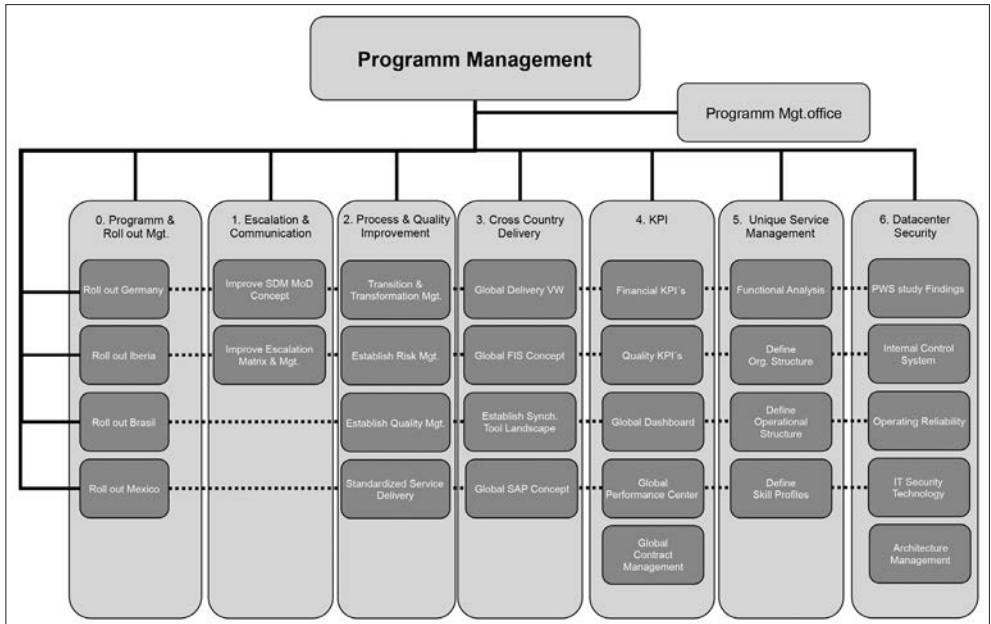 Programm Management
Programm Mgt.office
0. Programm &
Roll out Mgt.
1. Escalation &
Communication
2. Process & Quality
Improvement
3. Cross Country
Delivery
4. KPI
5. Unique Service
Management
6. Datacenter
Security
Roll out Germany
Improve SDM MoD
Concept
Transition &
Transformation Mgt.
Global Delivery VW
Financial KPI´s
Functional Analysis
PWS study Findings
Roll out Iberia
Improve Escalation
Matrix & Mgt.
Establish Risk Mgt.
Global FIS Concept
Quality KPI´s
Define
Org. Structure
Internal Control
System
Roll out Brasil
Establish Quality Mgt.
Establish Synch.
Tool Landscape
Global Dashboard
Define
Operational
Structure
Operating Reliability
Roll out Mexico
Standardized Service
Delivery
Global SAP Concept
Global
Performance Center
Define
Skill Profiles
IT Security
Technology
Global
Contract
Management
Architecture
Management